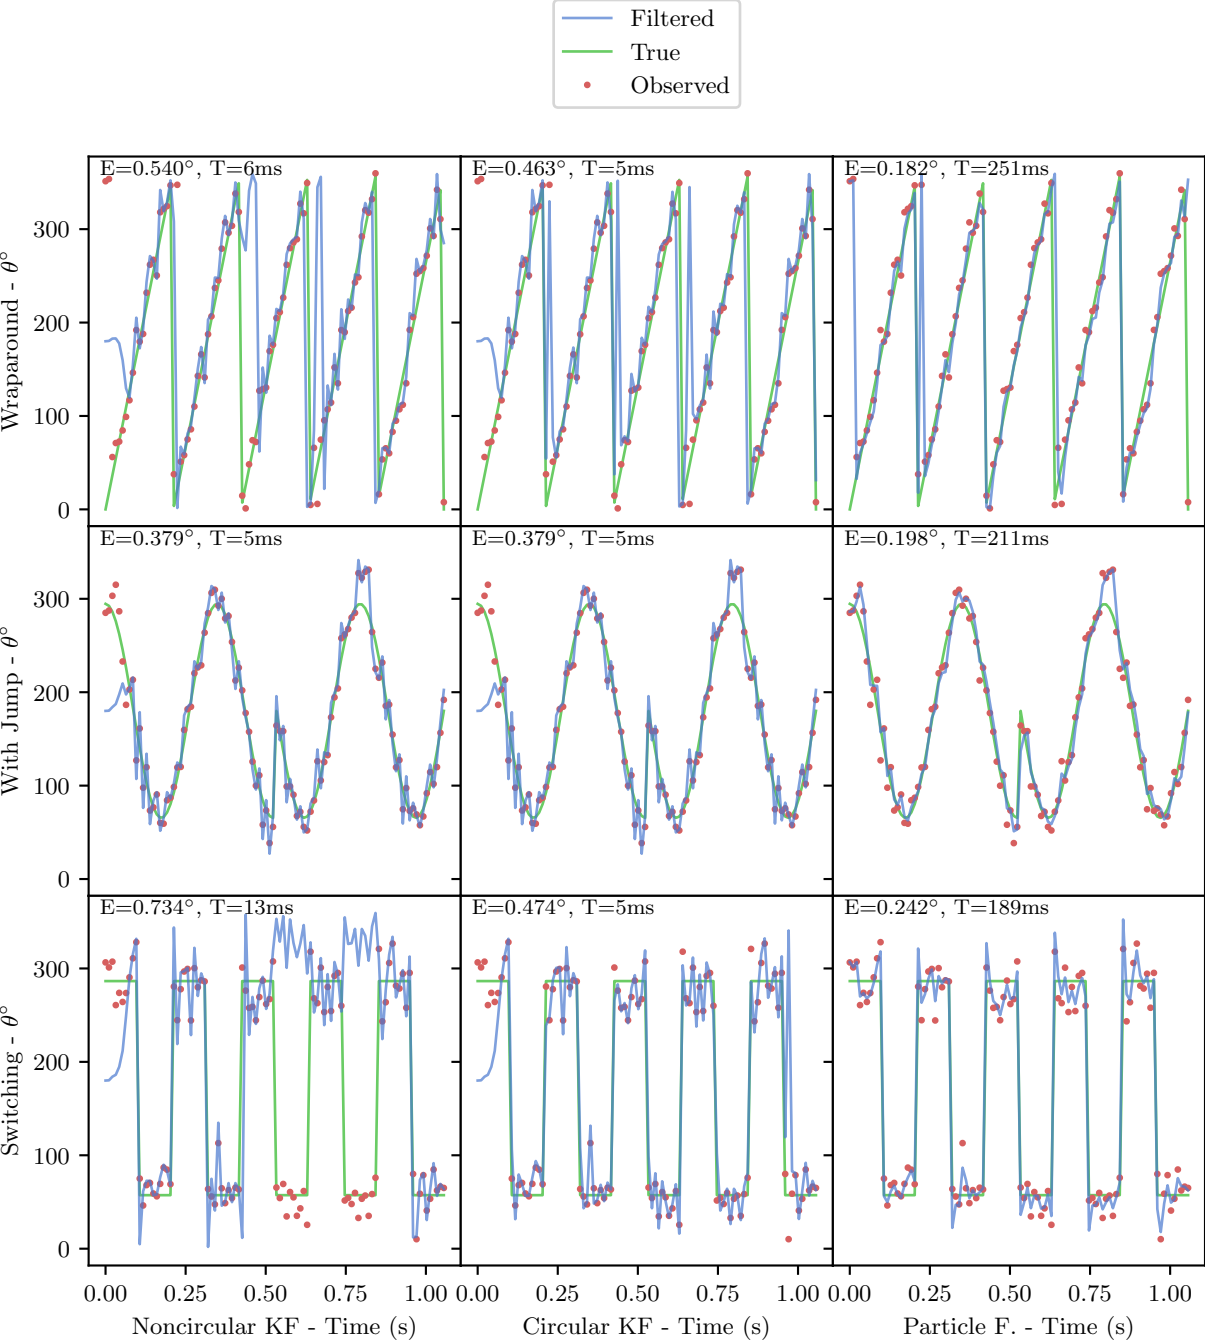 Filtered
True
Observed
E=0.540°, T=6ms
E=0.463°, T=5ms
E=0.182°, T=251ms
300
200
100
0
Wraparound - θ°
E=0.379°, T=5ms
E=0.379°, T=5ms
E=0.198°, T=211ms
300
200
100
0
With Jump - θ°
E=0.734°, T=13ms
E=0.474°, T=5ms
E=0.242°, T=189ms
300
200
100
0
Switching - θ°
0.00 0.25 0.50 0.75 1.00
0.00 0.25 0.50 0.75 1.00
0.00 0.25 0.50 0.75 1.00
Noncircular KF - Time (s)
Circular KF - Time (s)
Particle F. - Time (s)